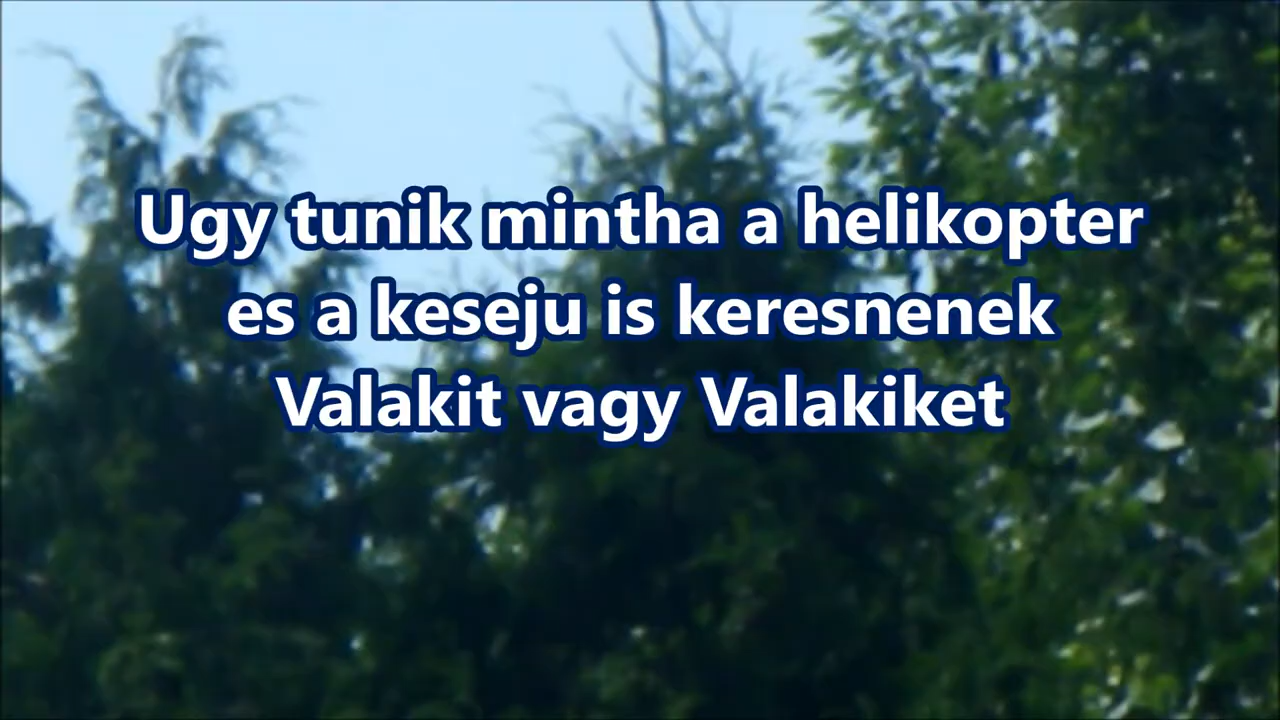 Ugy tunik mintha a helikopter
es a keseju is keresnenek
Valakit vagy Valakiket